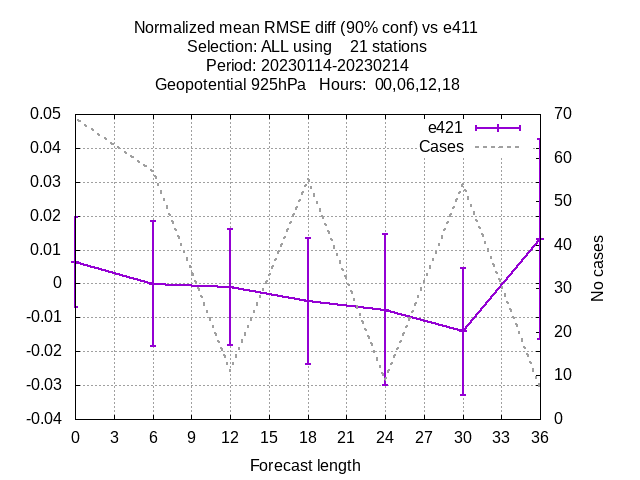 Normalized mean RMSE diff (90% conf) vs e411
Selection: ALL using    21 stations
Period: 20230114-20230214
Geopotential 925hPa   Hours:  00,06,12,18
e421
Cases
0.05
0.04
0.03
0.02
0.01
0
-0.01
-0.02
-0.03
-0.04
70
60
50
40
30
20
10
0
No cases
0 3 6 9 12 15 18 21 24 27 30 33 36
Forecast length